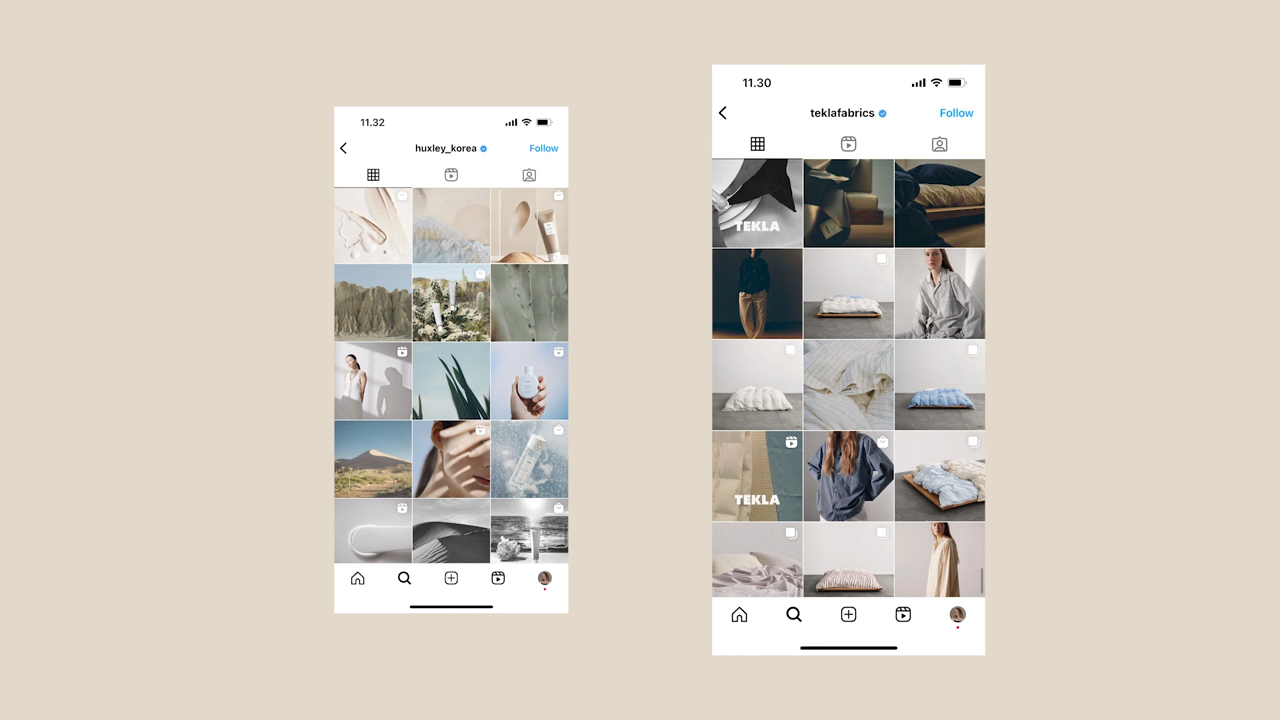 11.32
huxley_korea
Follow
11.30
teklafabrics
Follow
TEKLA
TEKLA